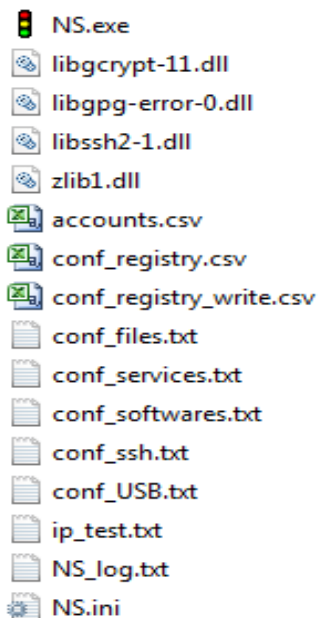 NS.exe
libgcrypt-11.dll
libgpg-error-0.dll
libssh2-1.dll
zlib1.dll
accounts.csv
conf_registry.csv
conf_registry_write.csv
conf_files.txt
conf_services.txt
conf_softwares.txt
conf_ssh.txt
conf_USB.txt
ip_test.txt
NS_log.txt
NS.ini